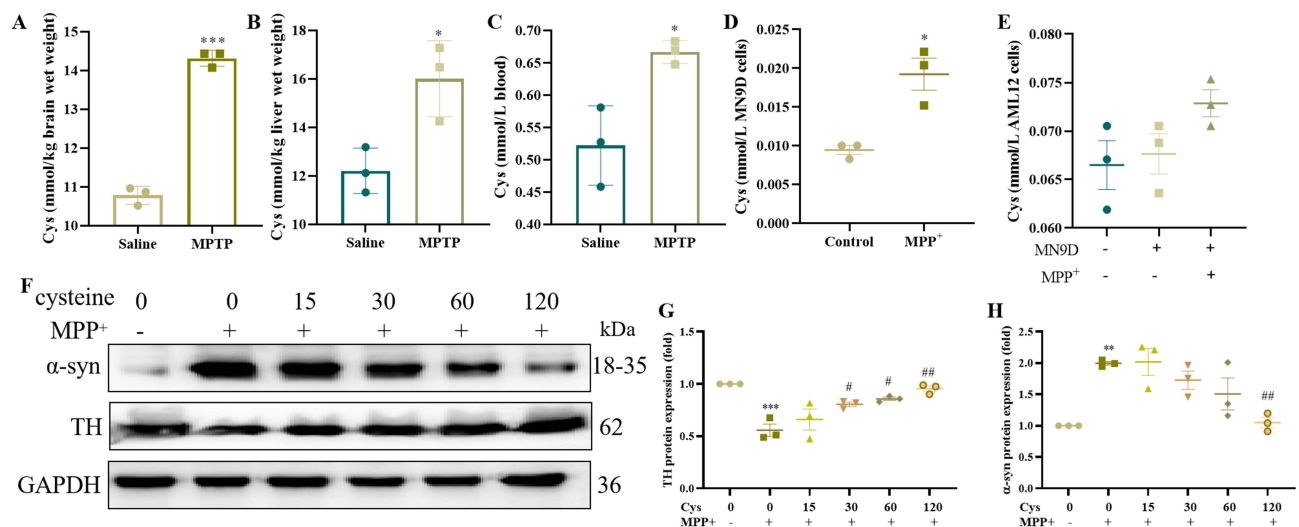 A
Cys (mmol/kg brain wet weight)
16
14
12
10
***
Saline MPTP
B
Cys (mmol/kg liver wet weight)
18
16
14
12
10
*
Saline MPTP
C
Cys (mmol/L blood)
0.70
0.65
0.60
0.55
0.50
0.45
0.40
*
Saline MPTP
D
Cys (mmol/L MN9D cells)
0.025
0.020
0.015
0.010
0.005
0.000
*
Control MPP+
E
Cys (mmol/L AML12 cells)
0.080
0.075
0.070
0.065
0.060
MN9D - + +
MPP+ - - +
F
cysteine 0 0 15 30 60 120
MPP+ - + + + + + kDa
α-syn 18-35
TH 62
GAPDH 36
G
TH protein expression (fold)
1.5
1.0
0.5
0.0
*** # # ##
Cys 0 0 15 30 60 120
MPP+ - + + + + +
H
α-syn protein expression (fold)
2.5
2.0
1.5
1.0
0.5
0.0
** ##
Cys 0 0 15 30 60 120
MPP+ - + + + + +